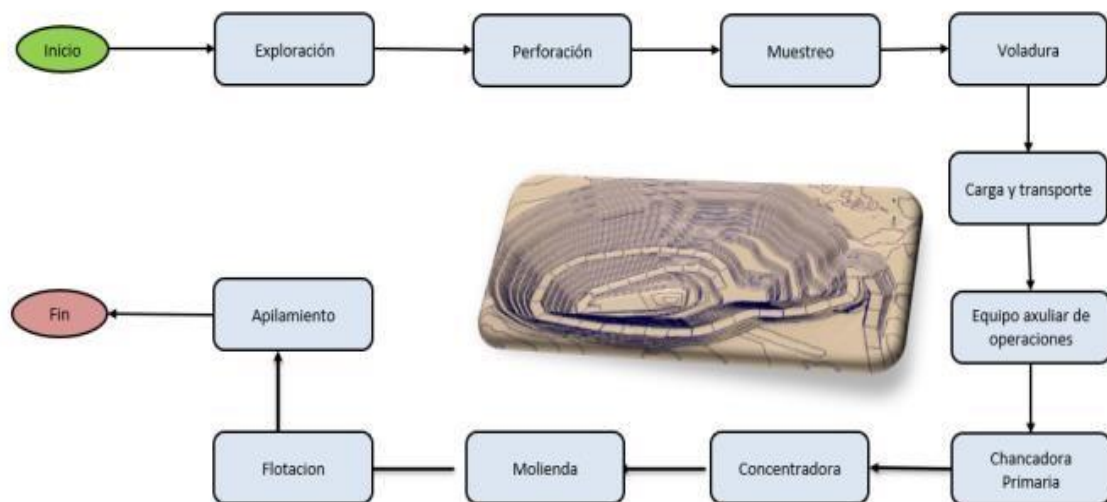 Inicio
Exploración
Perforación
Muestreo
Voladura
Carga y transporte
Equipo axuliar de
operaciones
Chancadora
Primaria
Concentradora
Molienda
Flotacion
Apilamiento
Fin